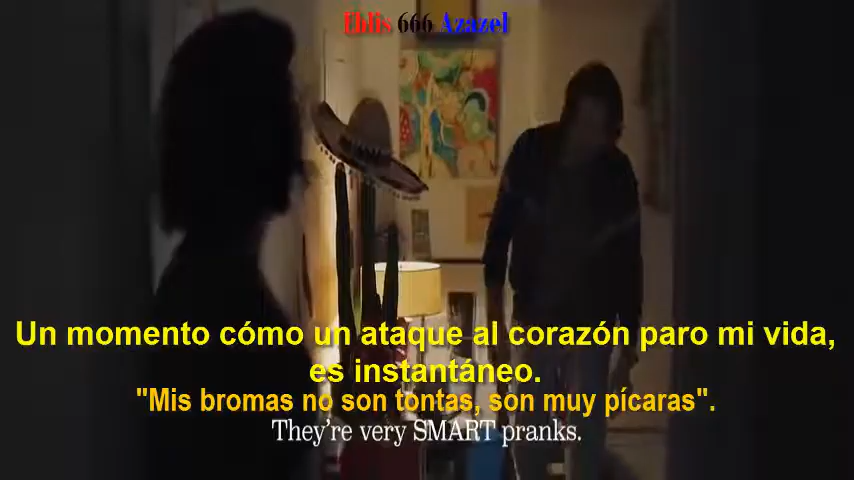 Eblis 666 Azazel
Un momento cómo un ataque al corazón paro mi vida,
es instantáneo.
"Mis bromas no son tontas, son muy pícaras".
They're very SMART pranks.